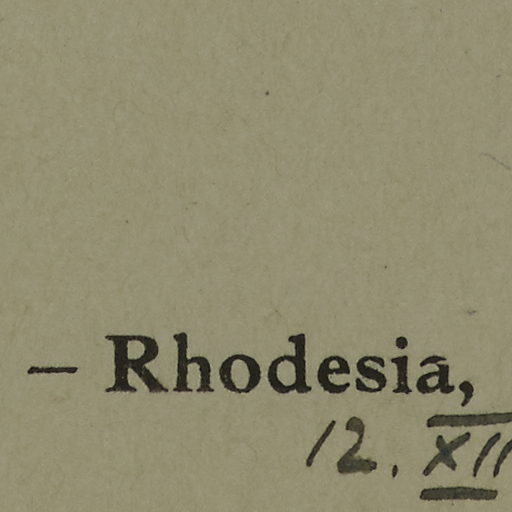 – Rhodesia,
12. XII